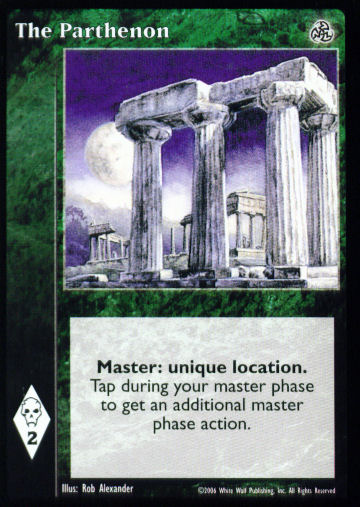 The Parthenon
Master: unique location.
Tap during your master phase
to get an additional master
phase action.
2
Illus: Rob Alexander
©2006 White Wolf Publishing, Inc. All Rights Reserved